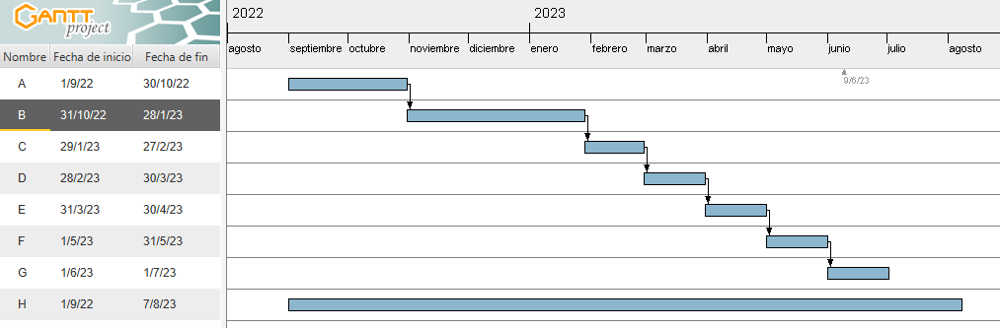 GANTT project
2022 2023
agosto septiembre octubre noviembre diciembre enero febrero marzo abril mayo junio julio agosto
Nombre Fecha de inicio Fecha de fin
9/6/23
A 1/9/22 30/10/22
B 31/10/22 28/1/23
C 29/1/23 27/2/23
D 28/2/23 30/3/23
E 31/3/23 30/4/23
F 1/5/23 31/5/23
G 1/6/23 1/7/23
H 1/9/22 7/8/23